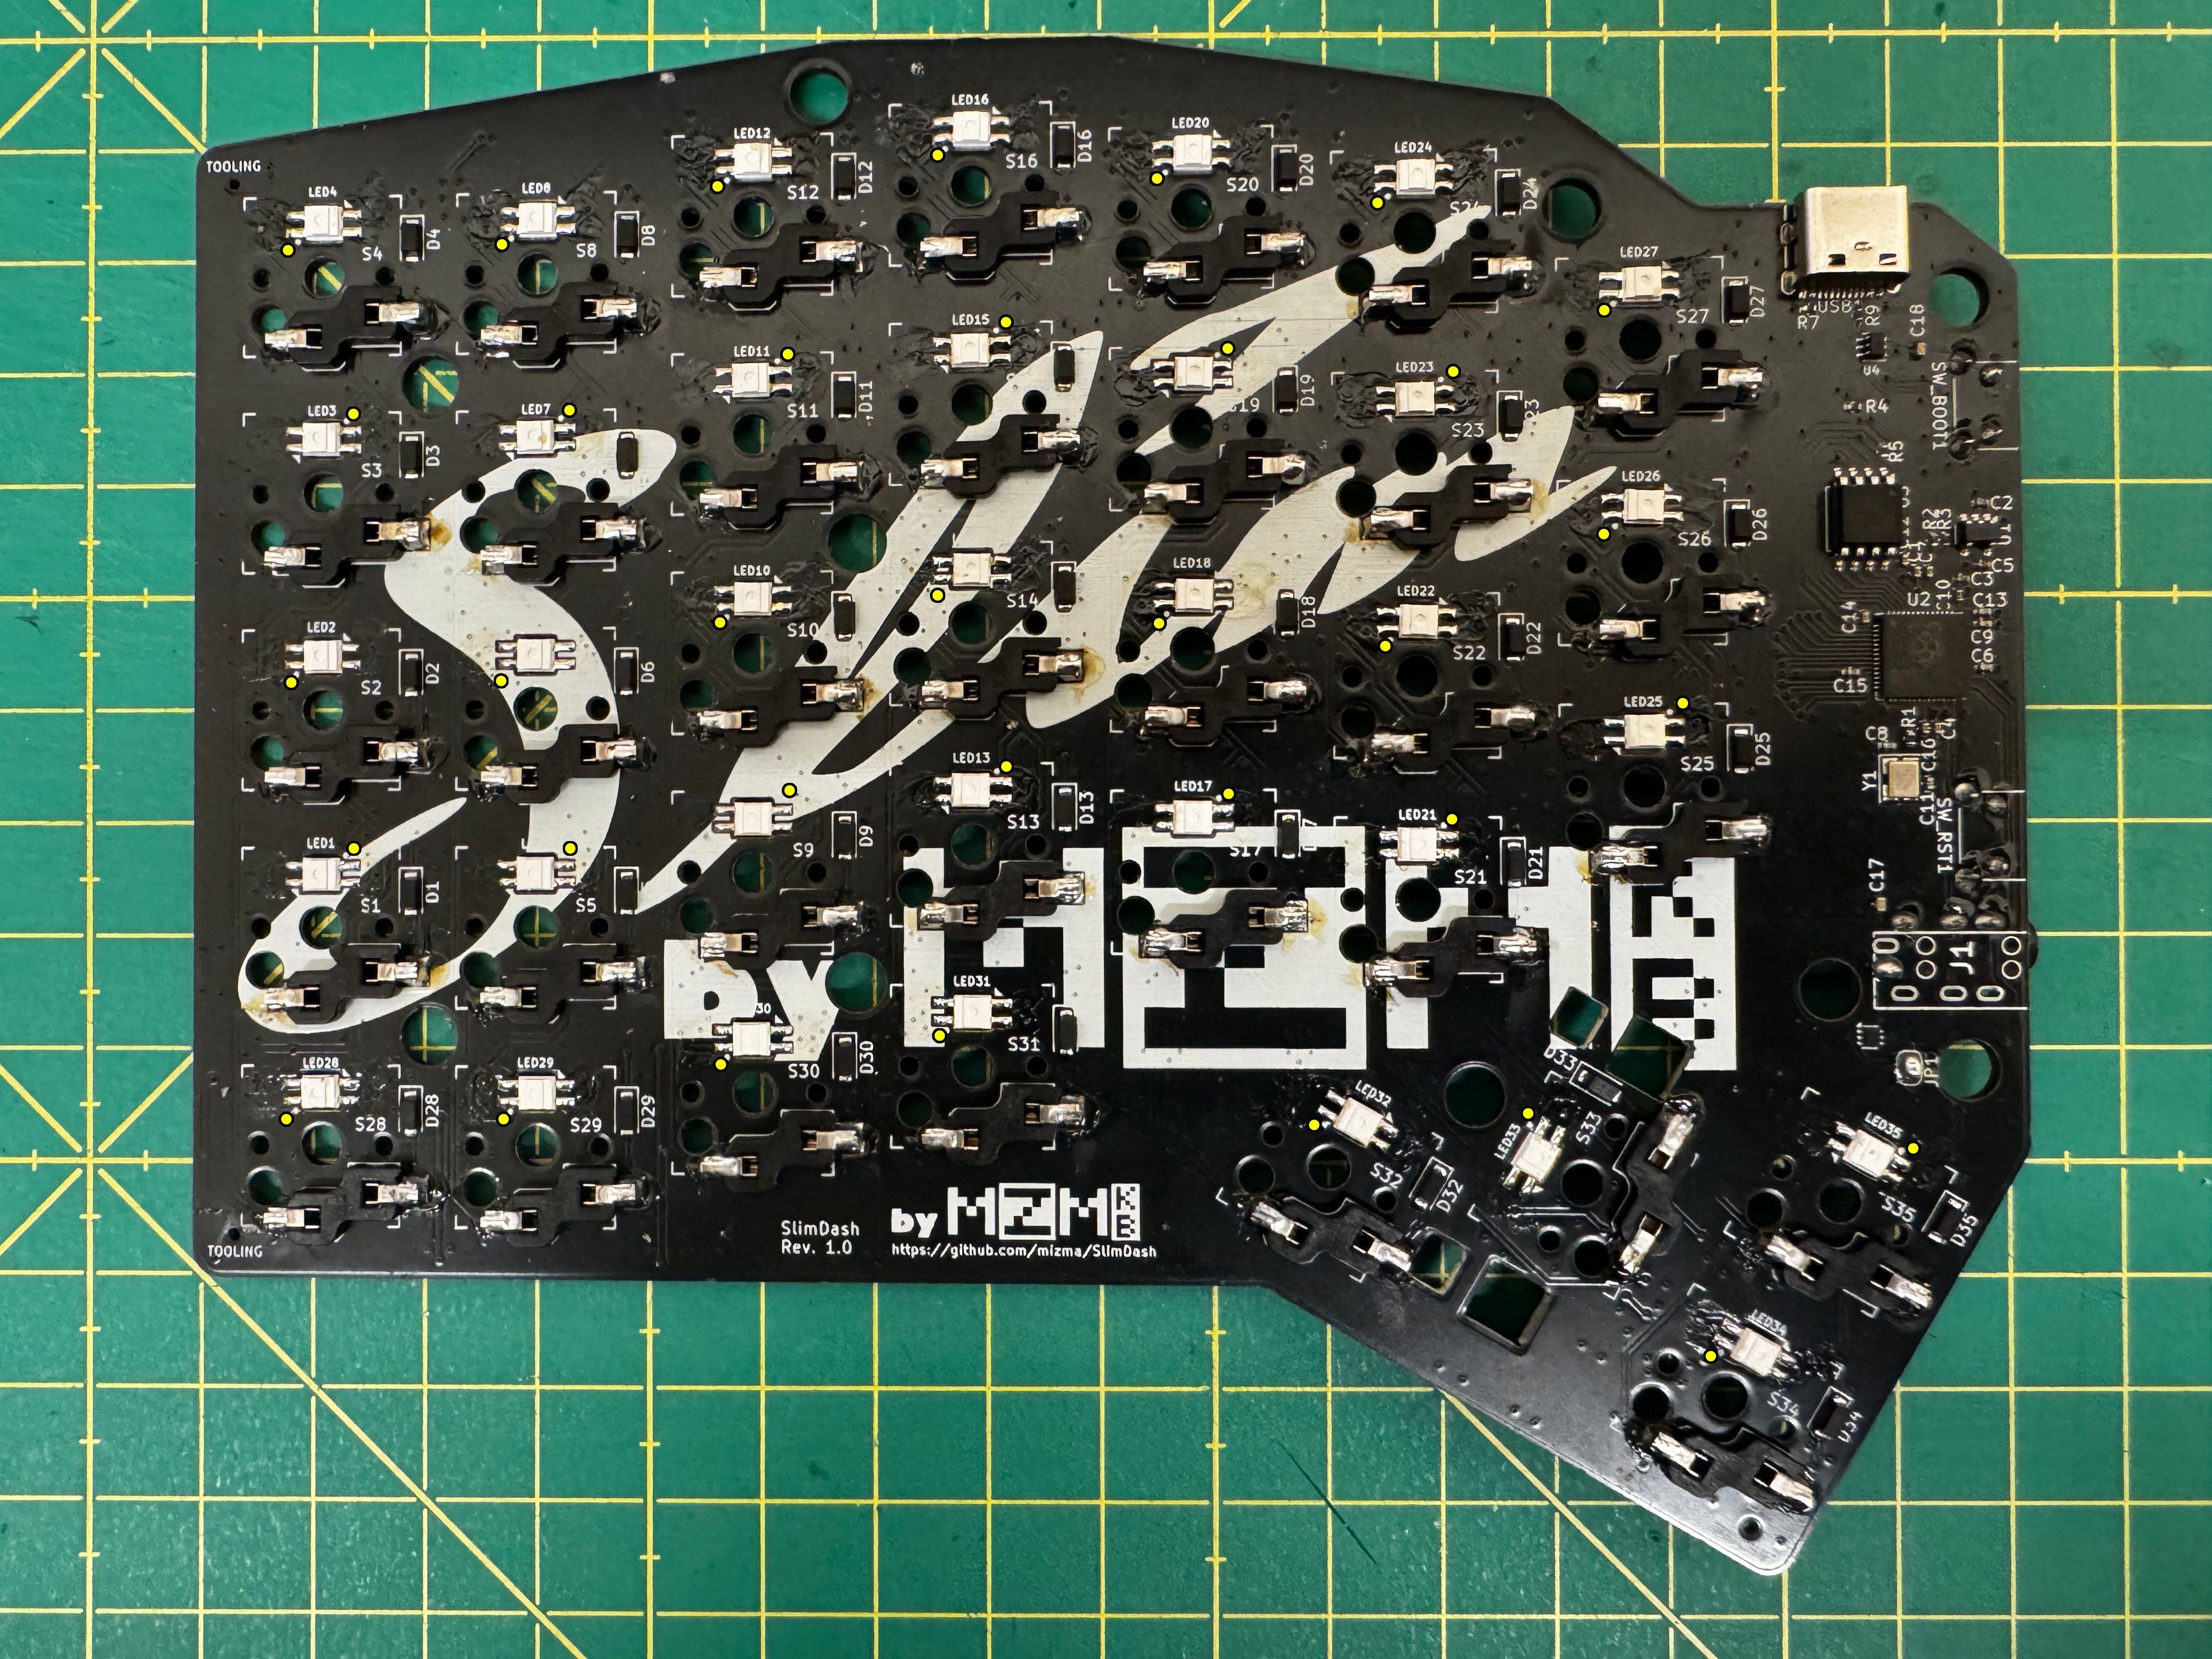 LED16
LED12
LED20
LED24
D16
S16
D12
S12
D20
S20
D24
TOOLING
LED4
LED8
S4
D4
S8
D8
LED27
S27
D27
USB
R7
R9
C18
U4
LED15
LED11
S11
D11
D19
LED23
S23
SW_BOOT1
R4
R5
LED3
S3
D3
LED7
LED26
S26
D26
C2
R2
R3
C5
C3
C10
C13
U2
C14
C9
C6
C15
LED10
S10
S14
LED18
D18
LED22
S22
D22
LED2
S2
D2
D6
LED25
S25
D25
R1
C4
C8
C16
Y1
C11
SW_RST1
LED13
S13
D13
LED17
LED21
S21
D21
S9
D9
LED1
S1
D1
S5
C17
J1
JP1
Slim
by MZMKB
LED31
S31
S30
D30
LED28
S28
D28
LED29
S29
D29
D33
S33
LED33
LED32
S32
D32
LED35
S35
D35
LED34
S34
D34
SlimDash
Rev. 1.0
by MZMKB
https://github.com/mizma/SlimDash
TOOLING